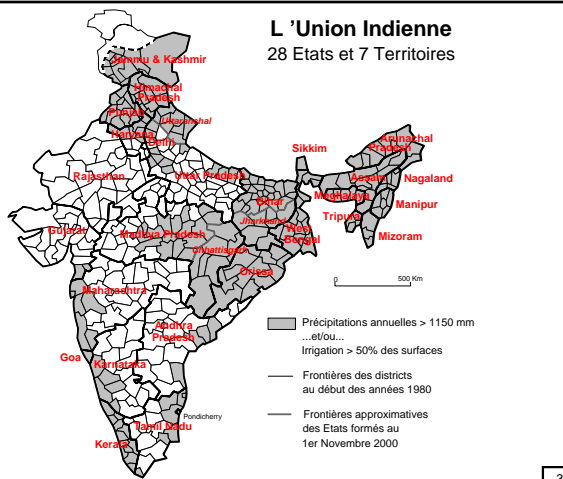 L 'Union Indienne
28 Etats et 7 Territoires
Jammu & Kashmir
Himachal
Pradesh
Punjab
Uttaranchal
Haryana
Delhi
Rajasthan
Uttar Pradesh
Sikkim
Arunachal
Pradesh
Assam
Nagaland
Meghalaya
Manipur
Tripura
Mizoram
Bihar
Jharkhand
West
Bengal
Gujarat
Madhya Pradesh
Chhattisgarh
Orissa
Maharashtra
Andhra
Pradesh
Goa
Karnataka
Pondicherry
Tamil Nadu
Kerala
0
500 Km
Précipitations annuelles > 1150 mm
...et/ou...
Irrigation > 50% des surfaces
Frontières des districts
au début des années 1980
Frontières approximatives
des Etats formés au
1er Novembre 2000
3